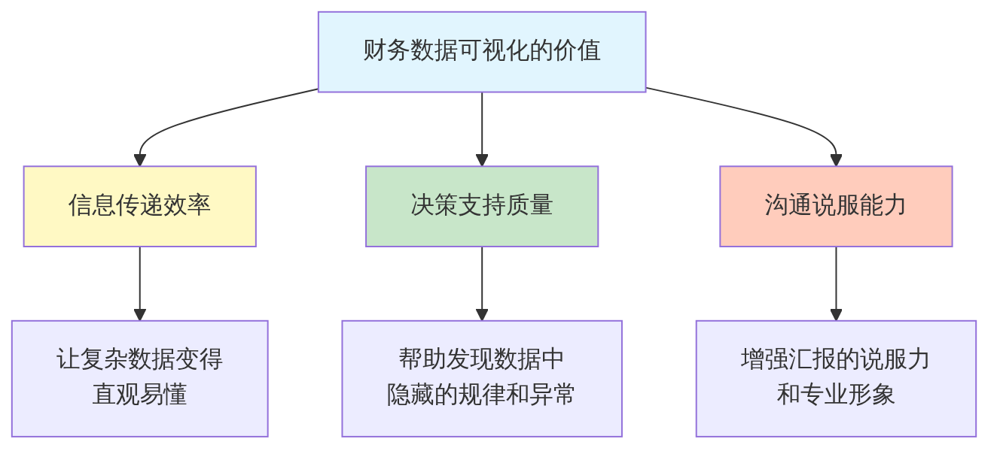 财务数据可视化的价值
信息传递效率
决策支持质量
沟通说服能力
让复杂数据变得
直观易懂
帮助发现数据中
隐藏的规律和异常
增强汇报的说服力
和专业形象